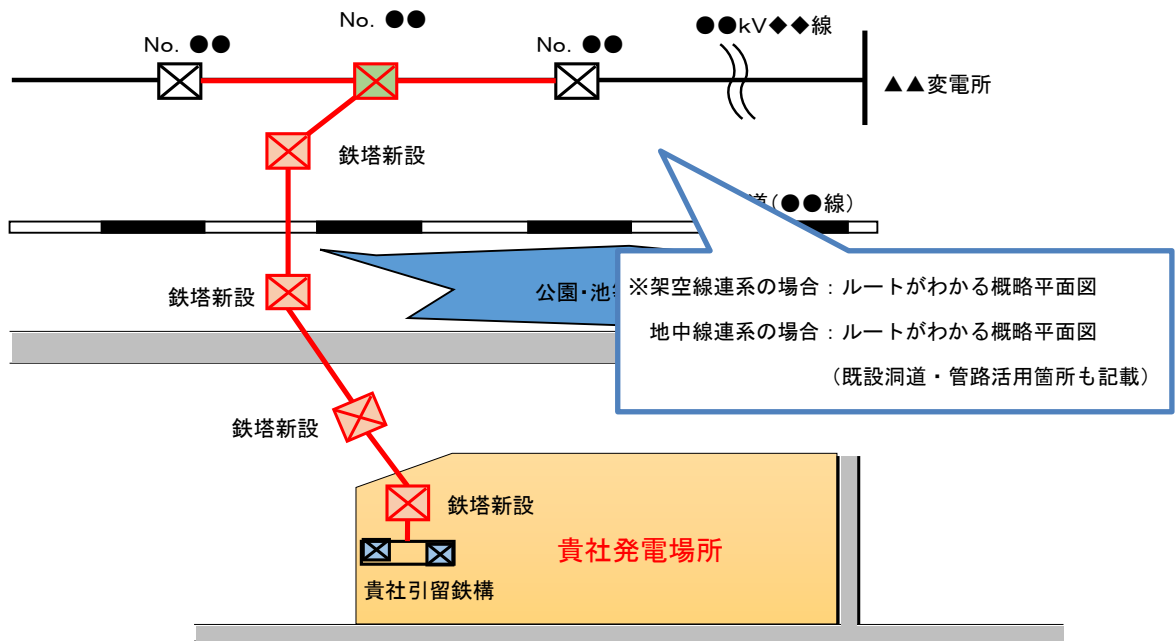 No. ●●
No. ●●
No. ●●
●●kV◆◆線
▲▲変電所
鉄塔新設
道(●●線)
鉄塔新設
公園・池
※架空線連系の場合：ルートがわかる概略平面図
地中線連系の場合：ルートがわかる概略平面図
(既設洞道・管路活用箇所も記載)
鉄塔新設
鉄塔新設
貴社発電場所
貴社引留鉄構